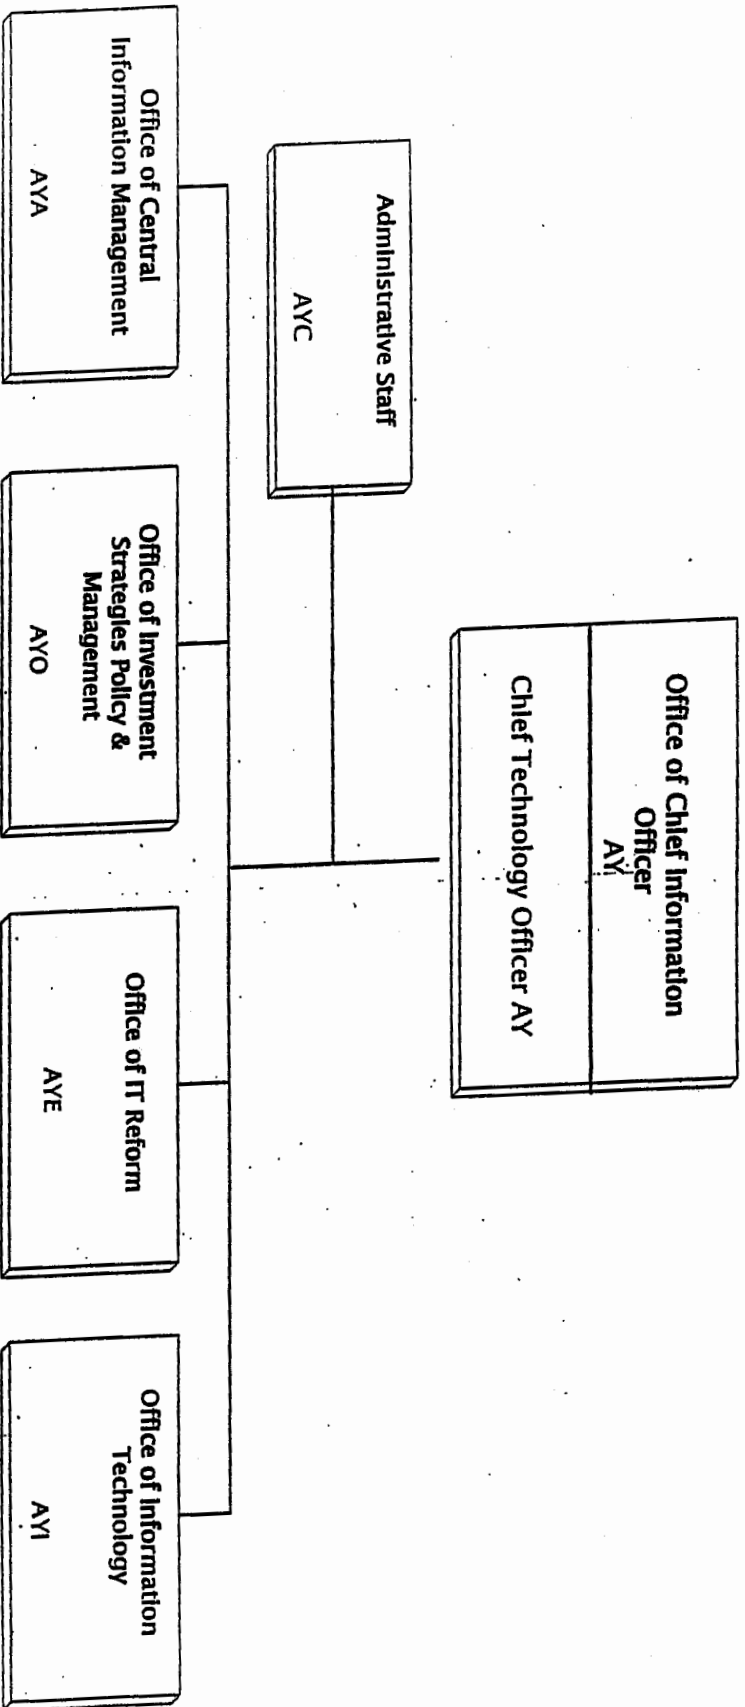 Office of Chief Information
Officer
AY
Chief Technology Officer AY
Administrative Staff
AYC
Office of Central
Information Management
AYA
Office of Investment
Strategies Policy &
Management
AYO
Office of IT Reform
AYE
Office of Information
Technology
AYI